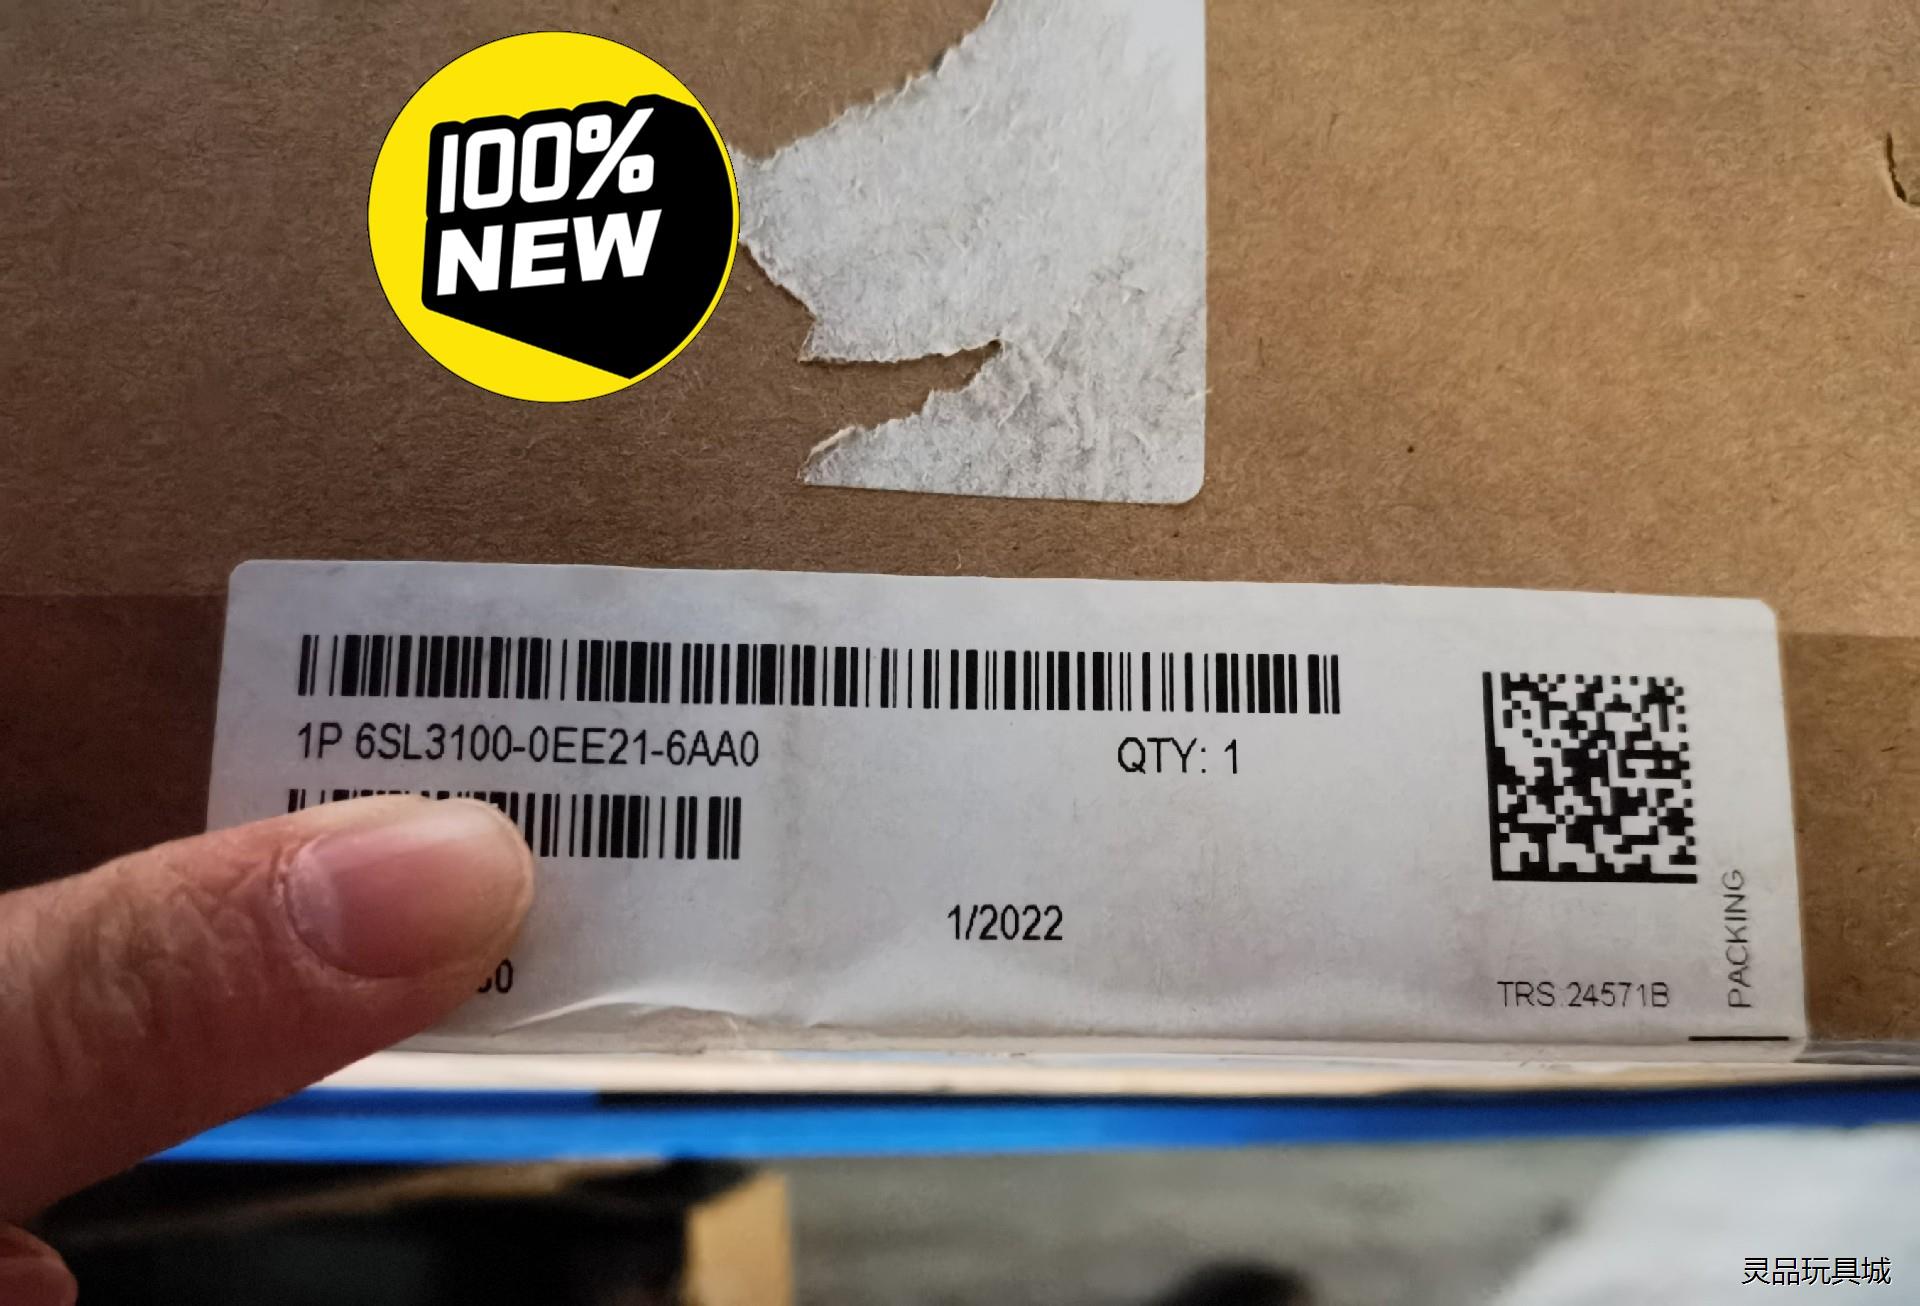 100%
NEW
1P 6SL3100-0EE21-6AA0
QTY: 1
1/2022
TRS:24571B
PACKING
灵品玩具城